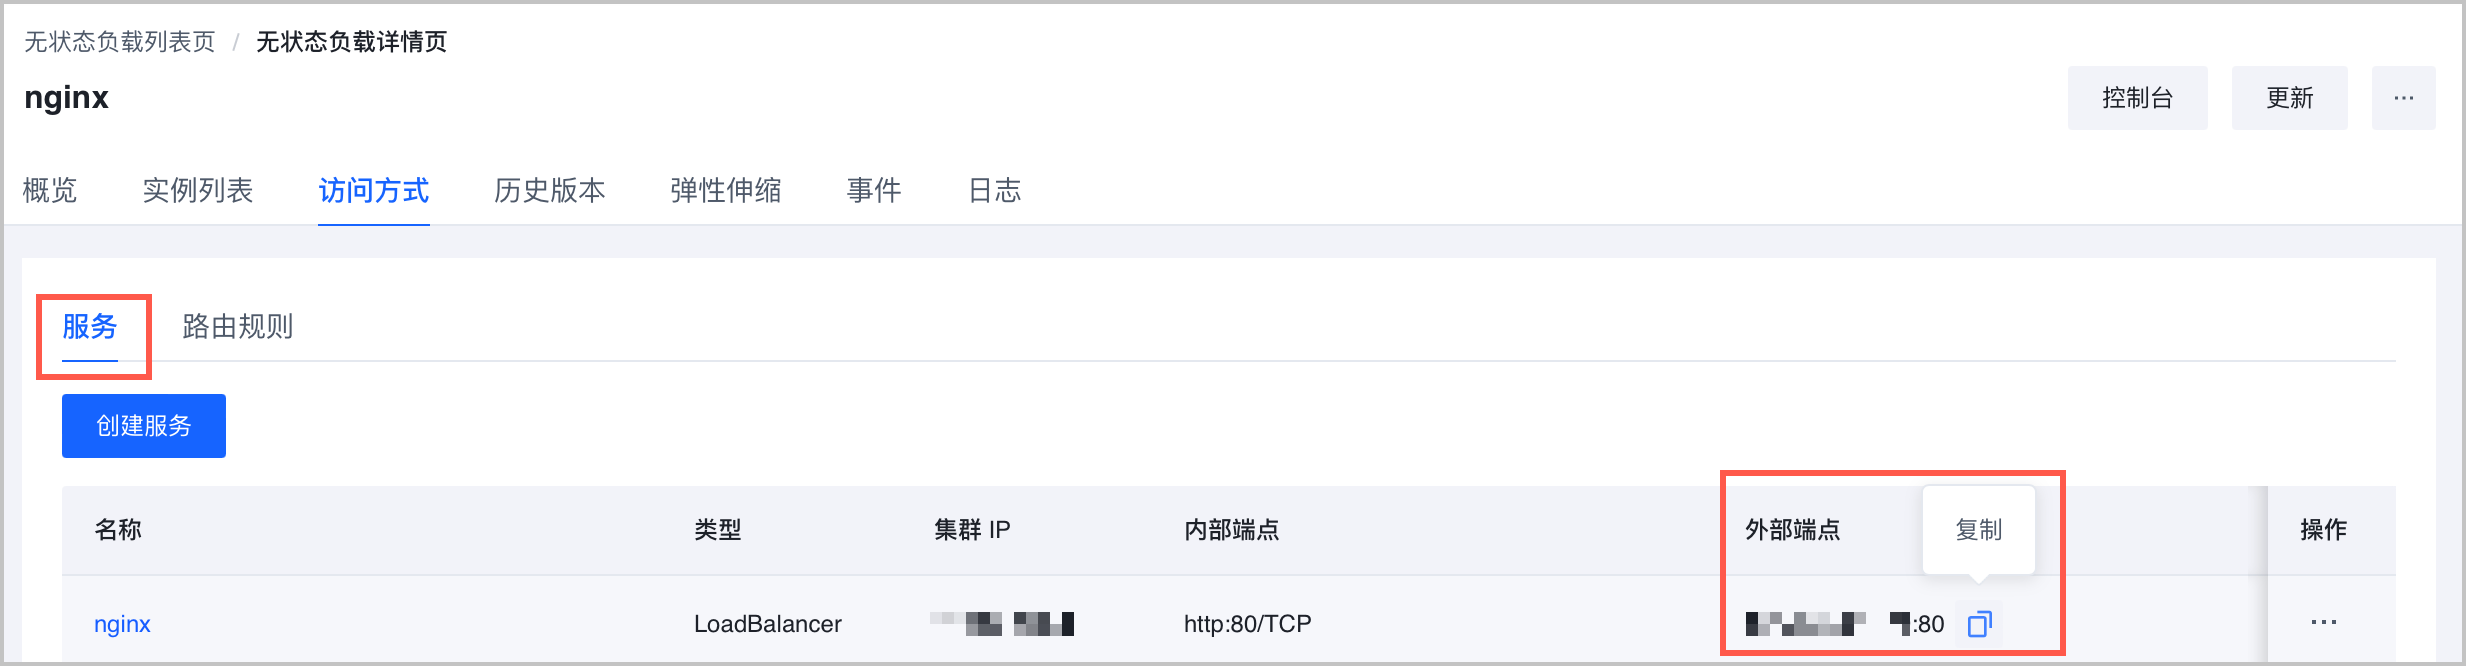 无状态负载列表页 / 无状态负载详情页
nginx
控制台 更新 ···
概览 实例列表 访问方式 历史版本 弹性伸缩 事件 日志
服务 路由规则
创建服务
名称 类型 集群 IP 内部端点 外部端点 复制 操作
nginx LoadBalancer http:80/TCP :80 ···